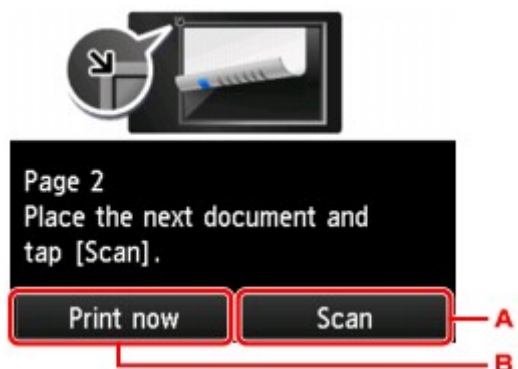 Page 2
Place the next document and
tap [Scan].
Print now Scan A
B